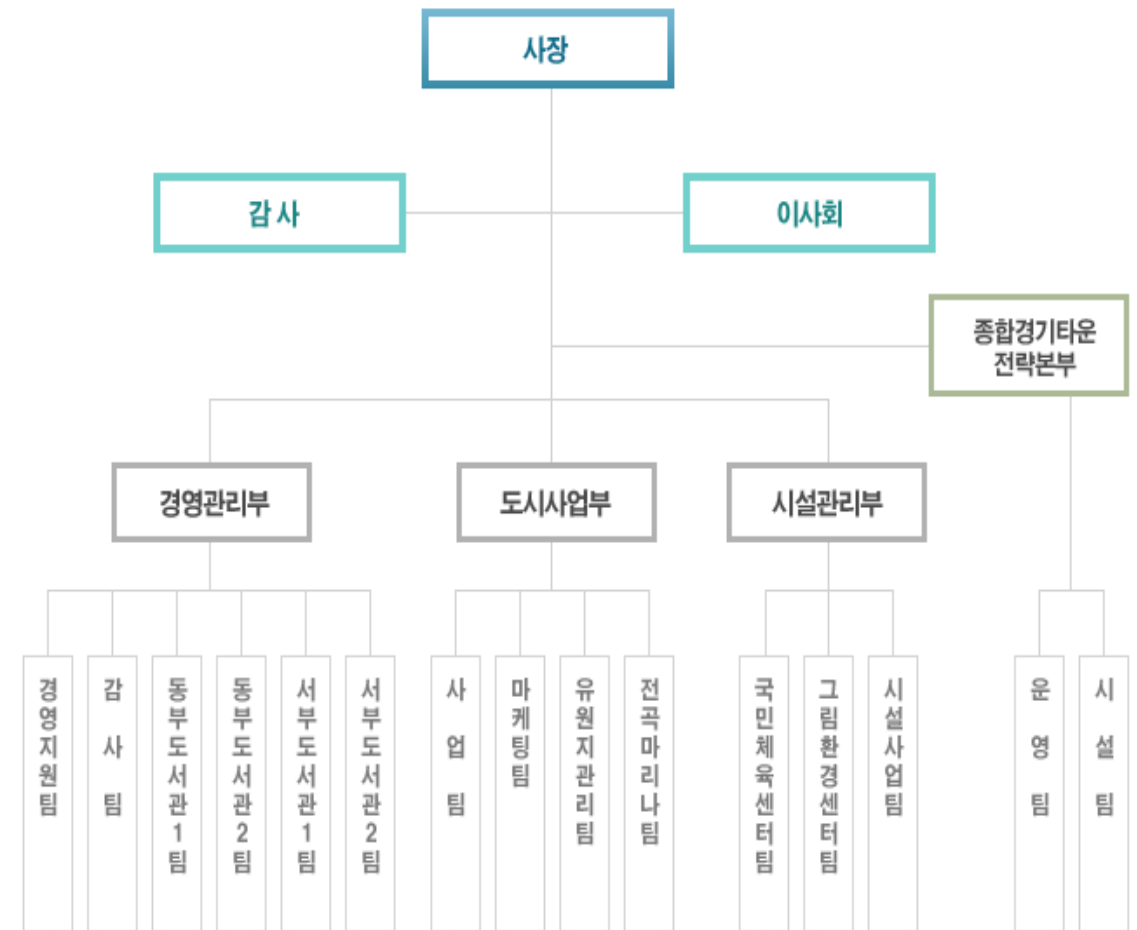 사장
감 사
이사회
종합경기타운
전략본부
경영관리부
도시사업부
시설관리부
경영지원팀
감 사 팀
동부도서관1팀
동부도서관2팀
서부도서관1팀
서부도서관2팀
사 업 팀
마케팅팀
유원지관리팀
전곡마리나팀
국민체육센터팀
그림환경센터팀
시설사업팀
운 영 팀
시 설 팀